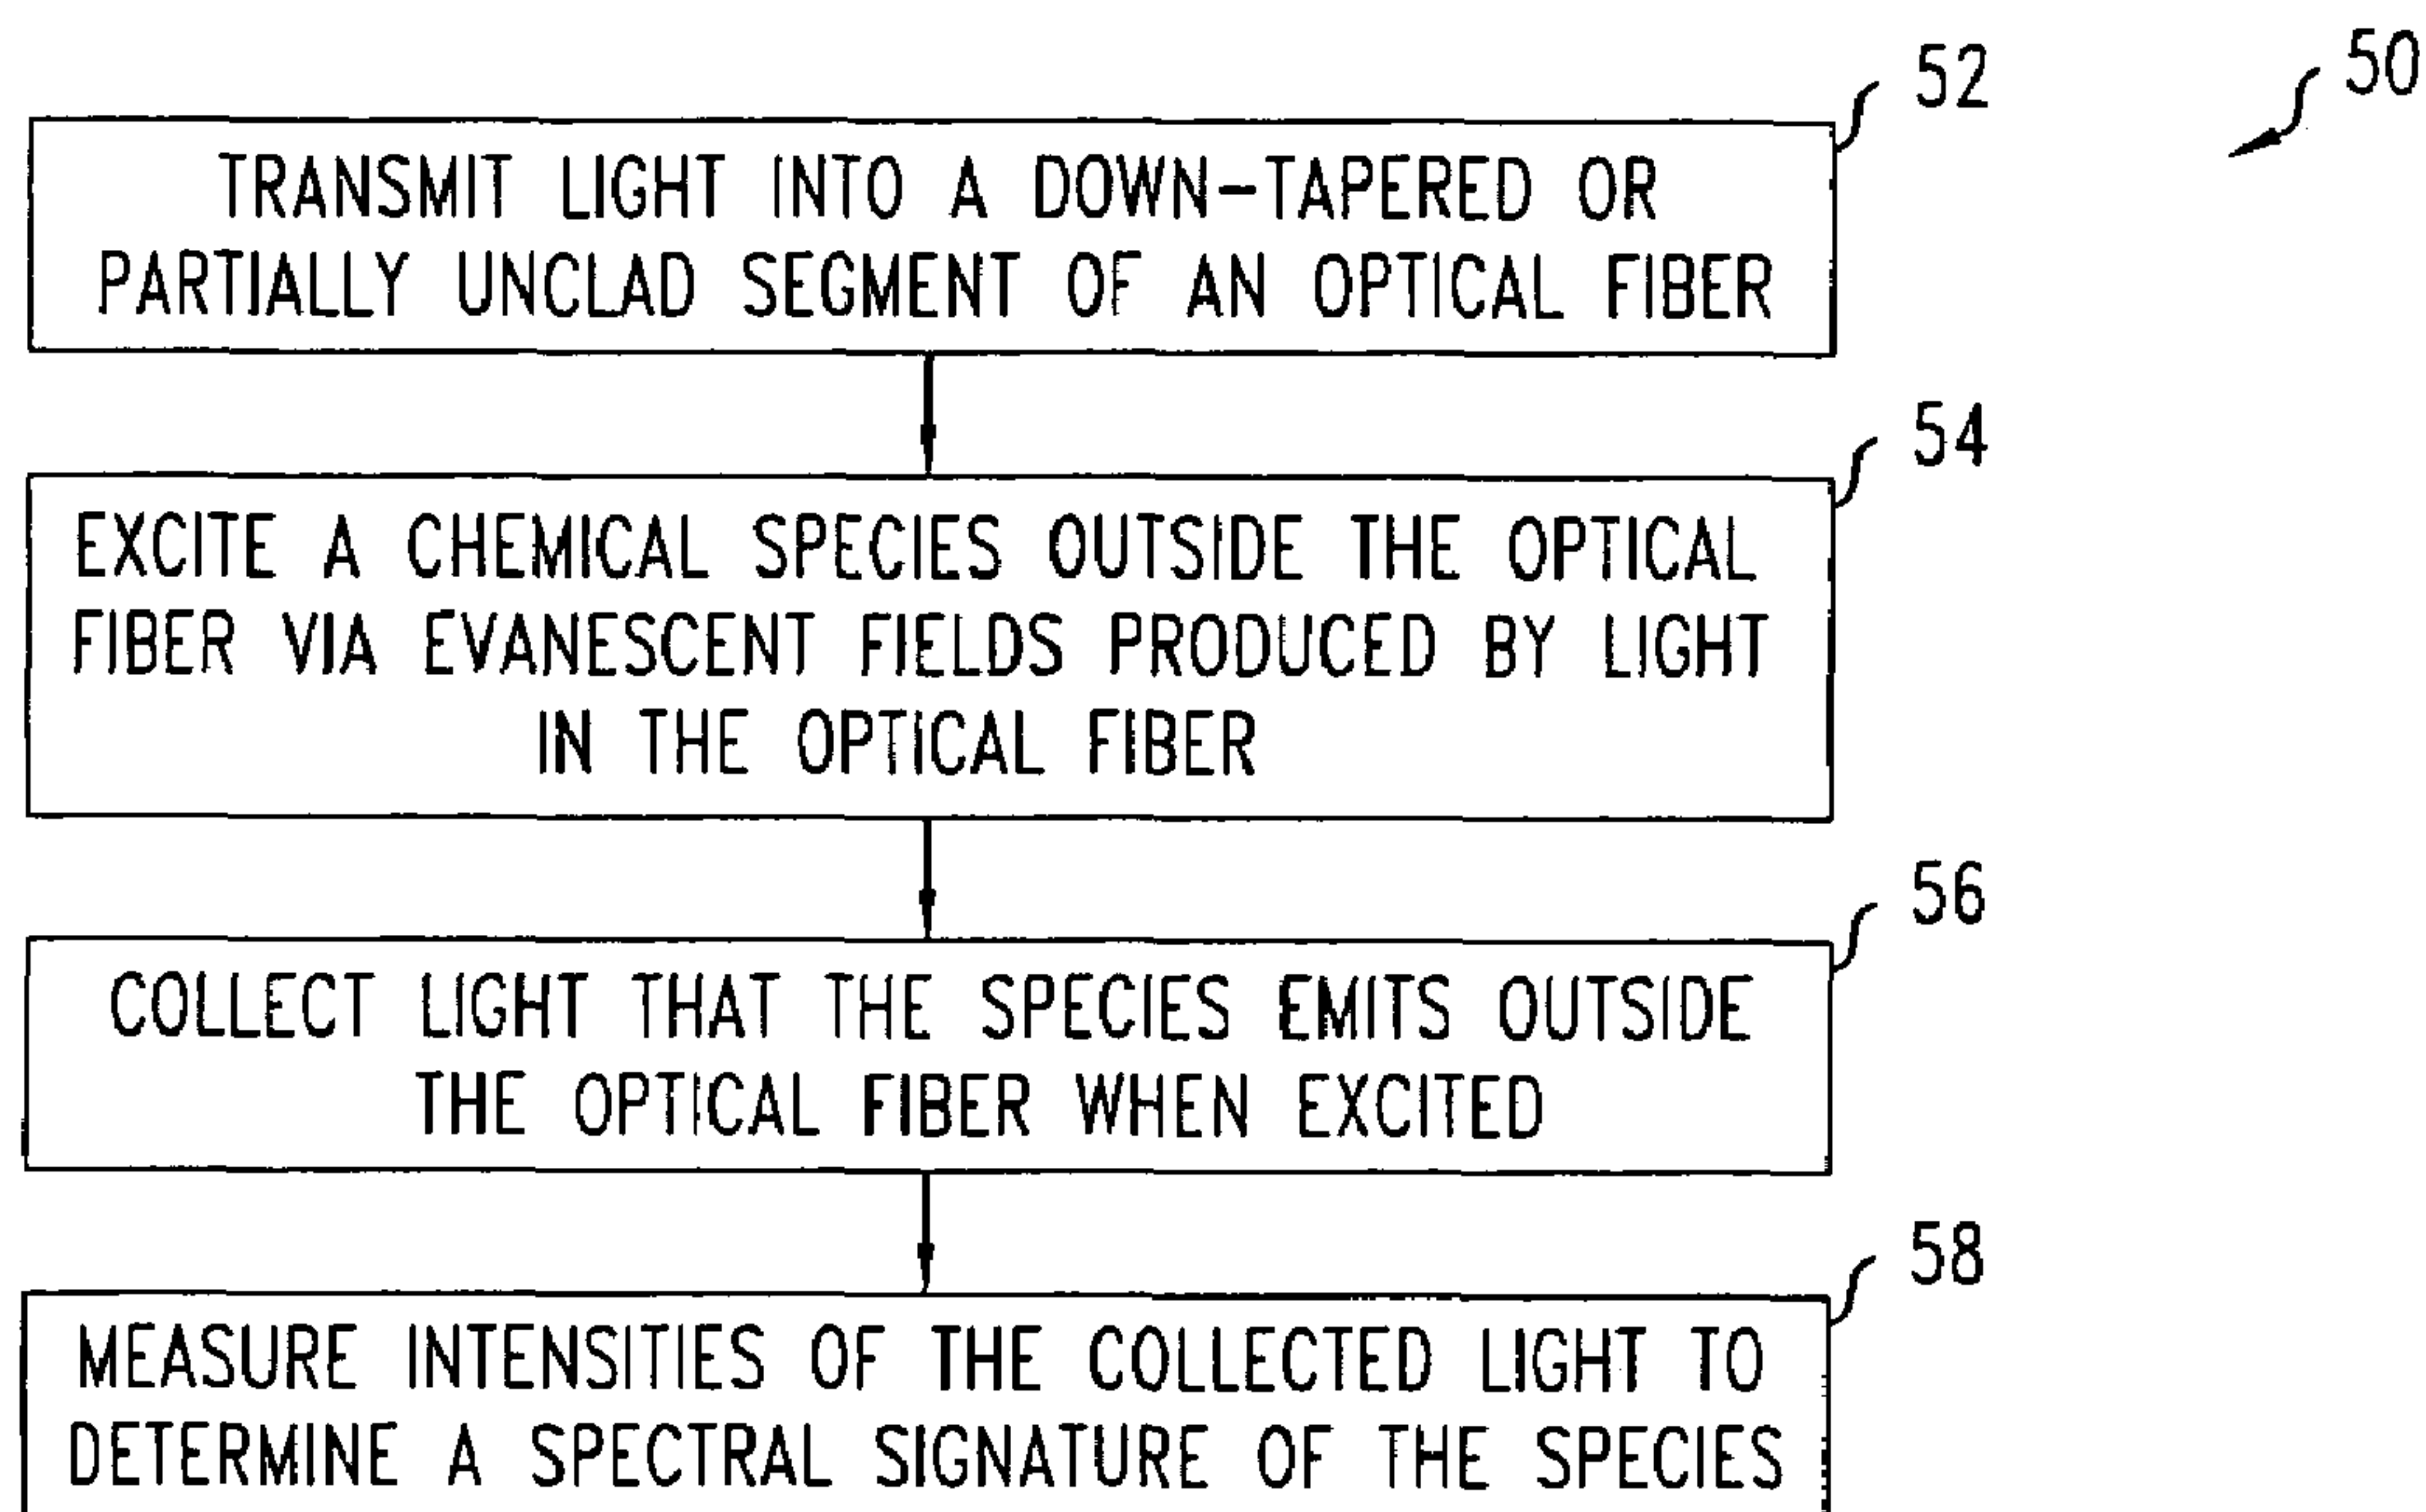 50
52
TRANSMIT LIGHT INTO A DOWN-TAPERED OR
PARTIALLY UNCLAD SEGMENT OF AN OPTICAL FIBER
54
EXCITE A CHEMICAL SPECIES OUTSIDE THE OPTICAL
FIBER VIA EVANESCENT FIELDS PRODUCED BY LIGHT
IN THE OPTICAL FIBER
56
COLLECT LIGHT THAT THE SPECIES EMITS OUTSIDE
THE OPTICAL FIBER WHEN EXCITED
58
MEASURE INTENSITIES OF THE COLLECTED LIGHT TO
DETERMINE A SPECTRAL SIGNATURE OF THE SPECIES